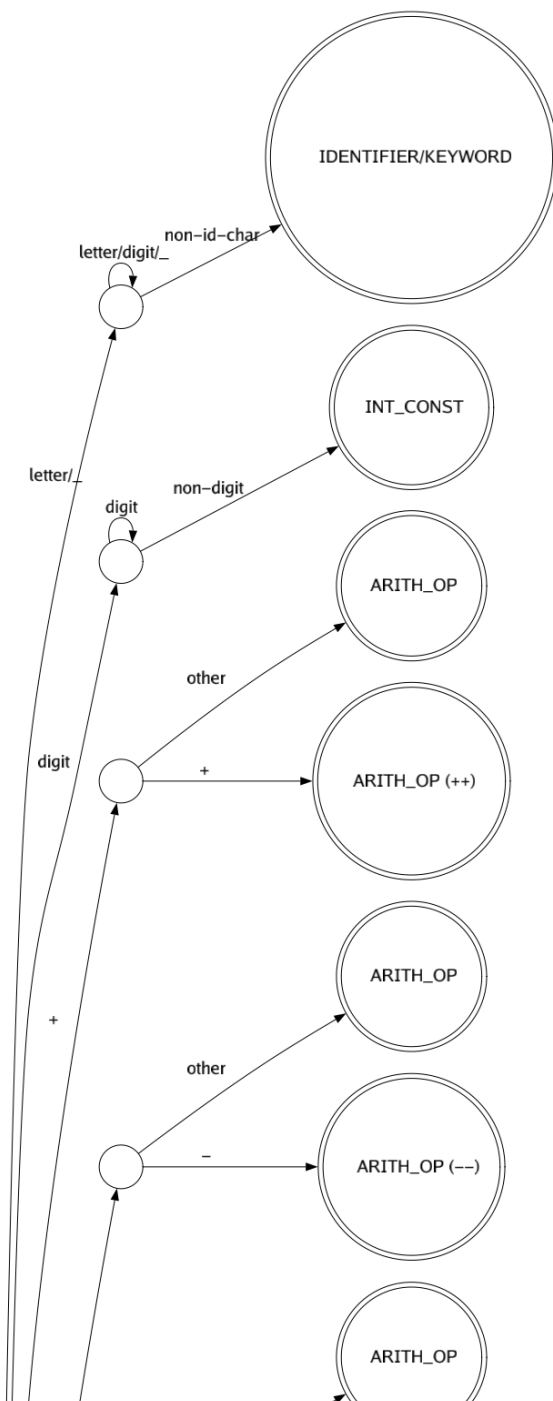 IDENTIFIER/KEYWORD
non-id-char
letter/digit/_
INT_CONST
letter/_
non-digit
digit
ARITH_OP
other
digit
+
ARITH_OP (++)
ARITH_OP
+
other
-
ARITH_OP (--)
ARITH_OP